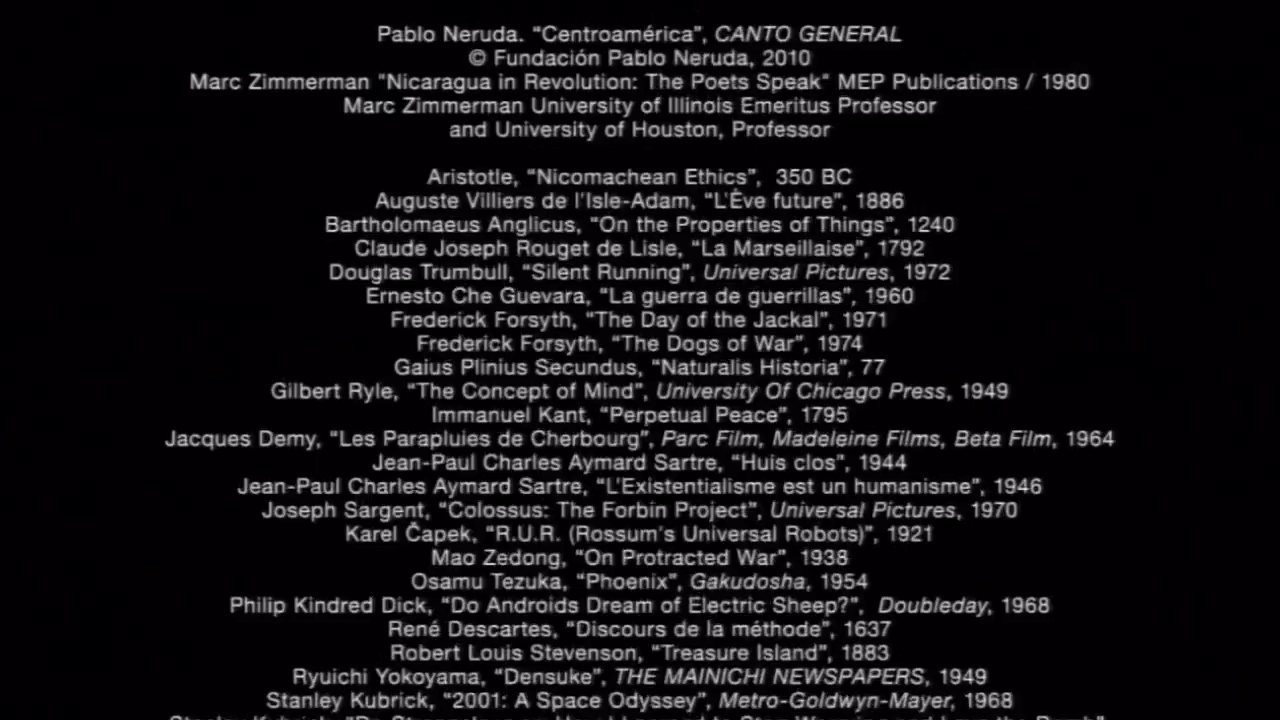 Pablo Neruda. “Centroamérica”, CANTO GENERAL
© Fundación Pablo Neruda, 2010
Marc Zimmerman "Nicaragua in Revolution: The Poets Speak" MEP Publications / 1980
Marc Zimmerman University of Illinois Emeritus Professor
and University of Houston, Professor
Aristotle, “Nicomachean Ethics”, 350 BC
Auguste Villiers de l'Isle-Adam, “L'Ève future”, 1886
Bartholomaeus Anglicus, “On the Properties of Things”, 1240
Claude Joseph Rouget de Lisle, “La Marseillaise”, 1792
Douglas Trumbull, “Silent Running”, Universal Pictures, 1972
Ernesto Che Guevara, “La guerra de guerrillas”, 1960
Frederick Forsyth, “The Day of the Jackal”, 1971
Frederick Forsyth, “The Dogs of War”, 1974
Gaius Plinius Secundus, “Naturalis Historia”, 77
Gilbert Ryle, “The Concept of Mind”, University Of Chicago Press, 1949
Immanuel Kant, “Perpetual Peace”, 1795
Jacques Demy, “Les Parapluies de Cherbourg”, Parc Film, Madeleine Films, Beta Film, 1964
Jean-Paul Charles Aymard Sartre, “Huis clos”, 1944
Jean-Paul Charles Aymard Sartre, “L'Existentialisme est un humanisme”, 1946
Joseph Sargent, “Colossus: The Forbin Project”, Universal Pictures, 1970
Karel Čapek, “R.U.R. (Rossum's Universal Robots)”, 1921
Mao Zedong, “On Protracted War”, 1938
Osamu Tezuka, “Phoenix”, Gakudosha, 1954
Philip Kindred Dick, “Do Androids Dream of Electric Sheep?”, Doubleday, 1968
René Descartes, “Discours de la méthode”, 1637
Robert Louis Stevenson, “Treasure Island”, 1883
Ryuichi Yokoyama, “Densuke”, THE MAINICHI NEWSPAPERS, 1949
Stanley Kubrick, “2001: A Space Odyssey”, Metro-Goldwyn-Mayer, 1968